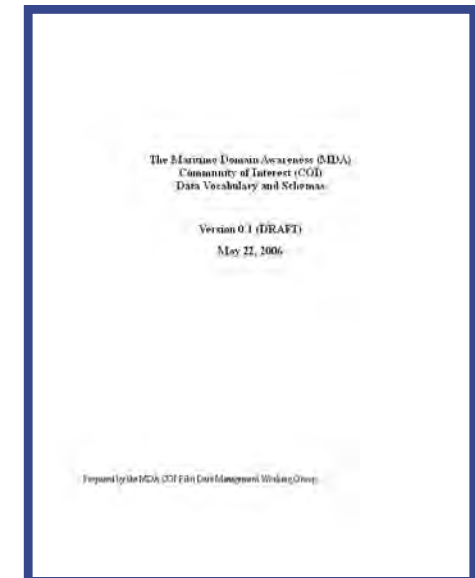 The Maritime Domain Awareness (MDA)
Community of Interest (COI)
Data Vocabulary and Schemas
Version 0.1 (DRAFT)
May 22, 2006
Prepared by the MDA COI Pilot Data Management Working Group